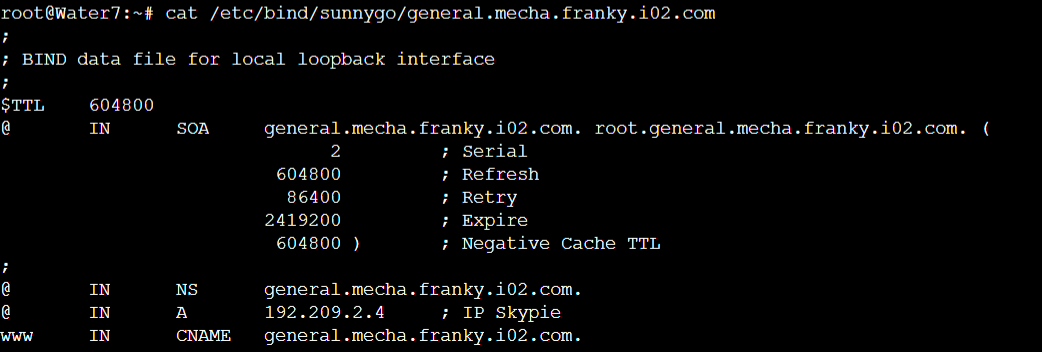 root@Water7:~# cat /etc/bind/sunnygo/general.mecha.franky.i02.com
;
; BIND data file for local loopback interface
;
$TTL    604800
@       IN      SOA     general.mecha.franky.i02.com. root.general.mecha.franky.i02.com. (
                              2         ; Serial
                         604800         ; Refresh
                          86400         ; Retry
                        2419200         ; Expire
                         604800 )       ; Negative Cache TTL
;
@       IN      NS      general.mecha.franky.i02.com.
@       IN      A       192.209.2.4     ; IP Skypie
www     IN      CNAME   general.mecha.franky.i02.com.